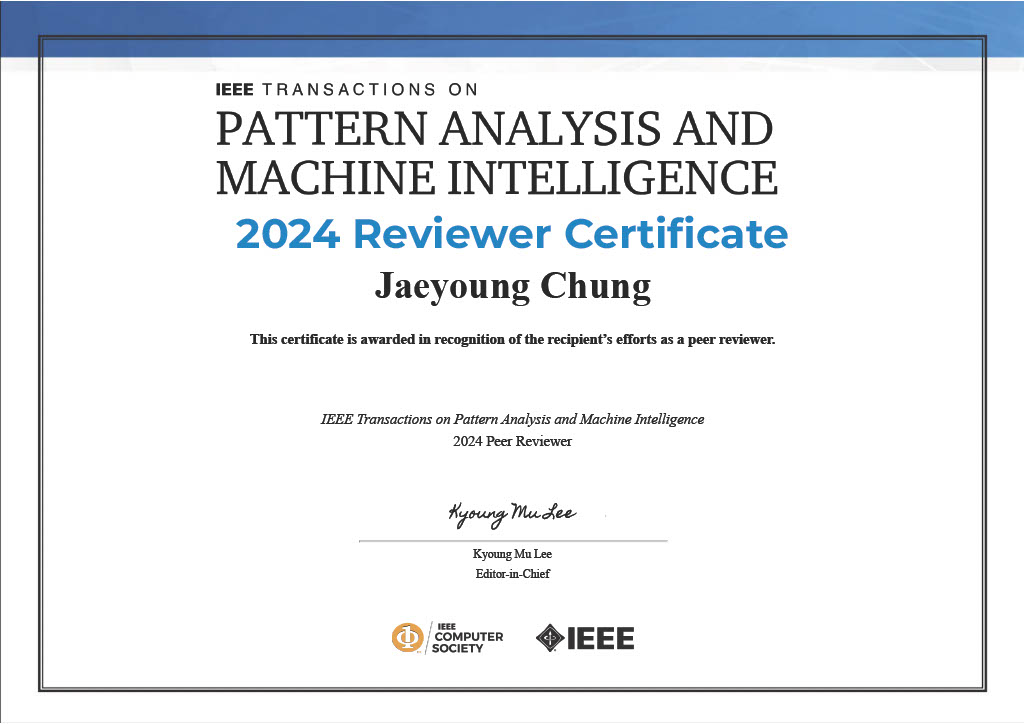 IEEE TRANSACTIONS ON
PATTERN ANALYSIS AND
MACHINE INTELLIGENCE
2024 Reviewer Certificate
Jaeyoung Chung
This certificate is awarded in recognition of the recipient’s efforts as a peer reviewer.
IEEE Transactions on Pattern Analysis and Machine Intelligence
2024 Peer Reviewer
Kyoung Mu Lee
Kyoung Mu Lee
Editor-in-Chief
IEEE
COMPUTER
SOCIETY
IEEE